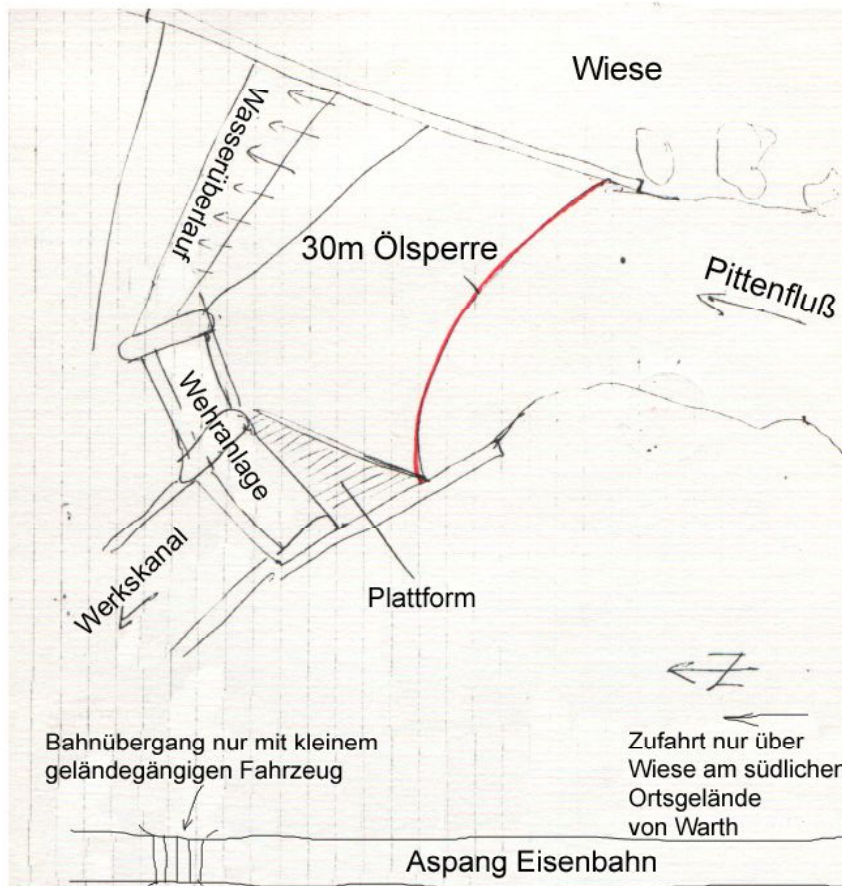 Wiese
Wasserüberlauf
30m Ölsperre
Pittenfluß
Wehranlage
Werkskanal
Plattform
N
Bahnübergang nur mit kleinem
geländegängigen Fahrzeug
Zufahrt nur über
Wiese am südlichen
Ortsgelände
von Warth
Aspang Eisenbahn